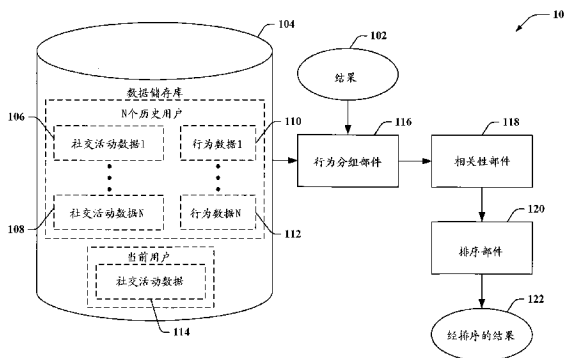 10
104
102
结果
数据储存库
N个历史用户
106
社交活动数据1
110
行为数据1
116
行为分组部件
118
相关性部件
108
社交活动数据N
行为数据N
112
120
排序部件
当前用户
社交活动数据
114
122
经排序的结果